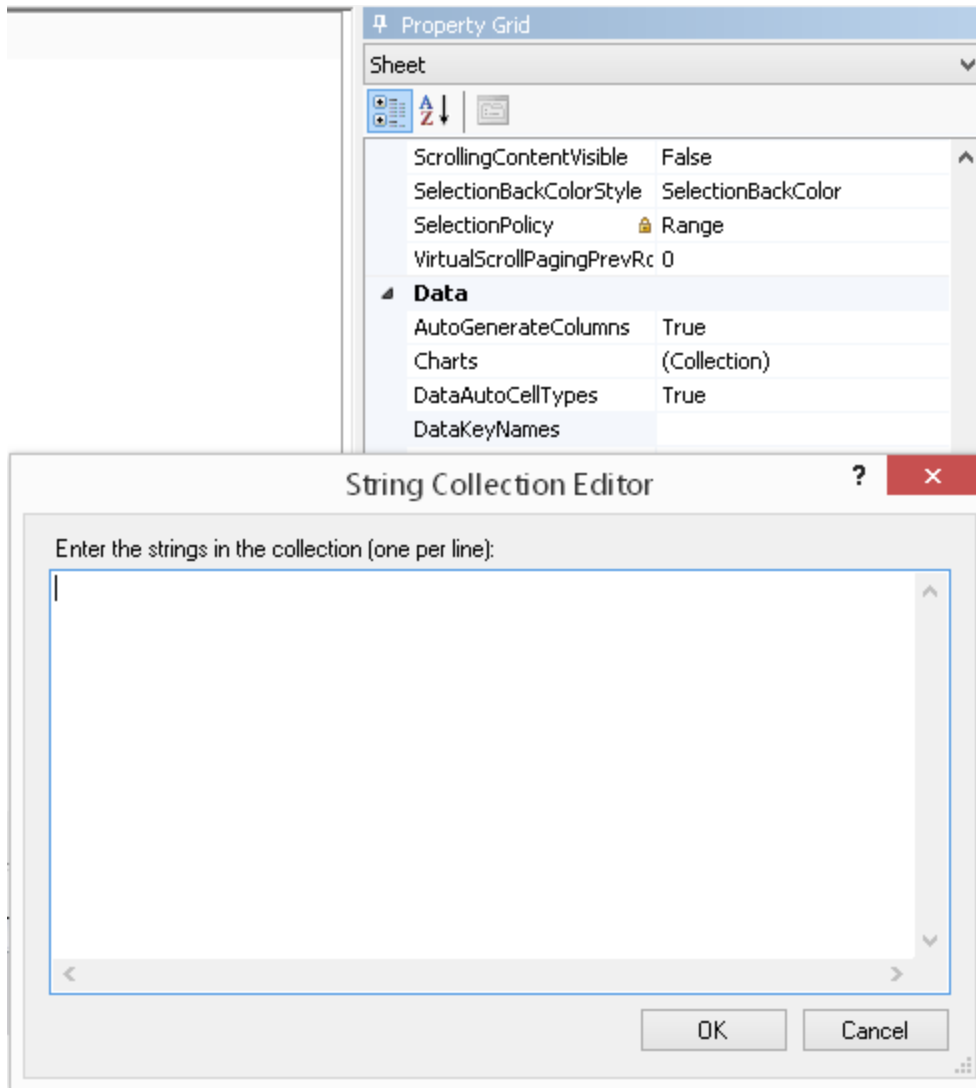 Property Grid
Sheet
A
Z
ScrollingContentVisible False
SelectionBackColorStyle SelectionBackColor
SelectionPolicy Range
VirtualScrollPagingPrevRc 0
Data
AutoGenerateColumns True
Charts (Collection)
DataAutoCellTypes True
DataKeyNames
String Collection Editor ?
Enter the strings in the collection (one per line):
OK Cancel